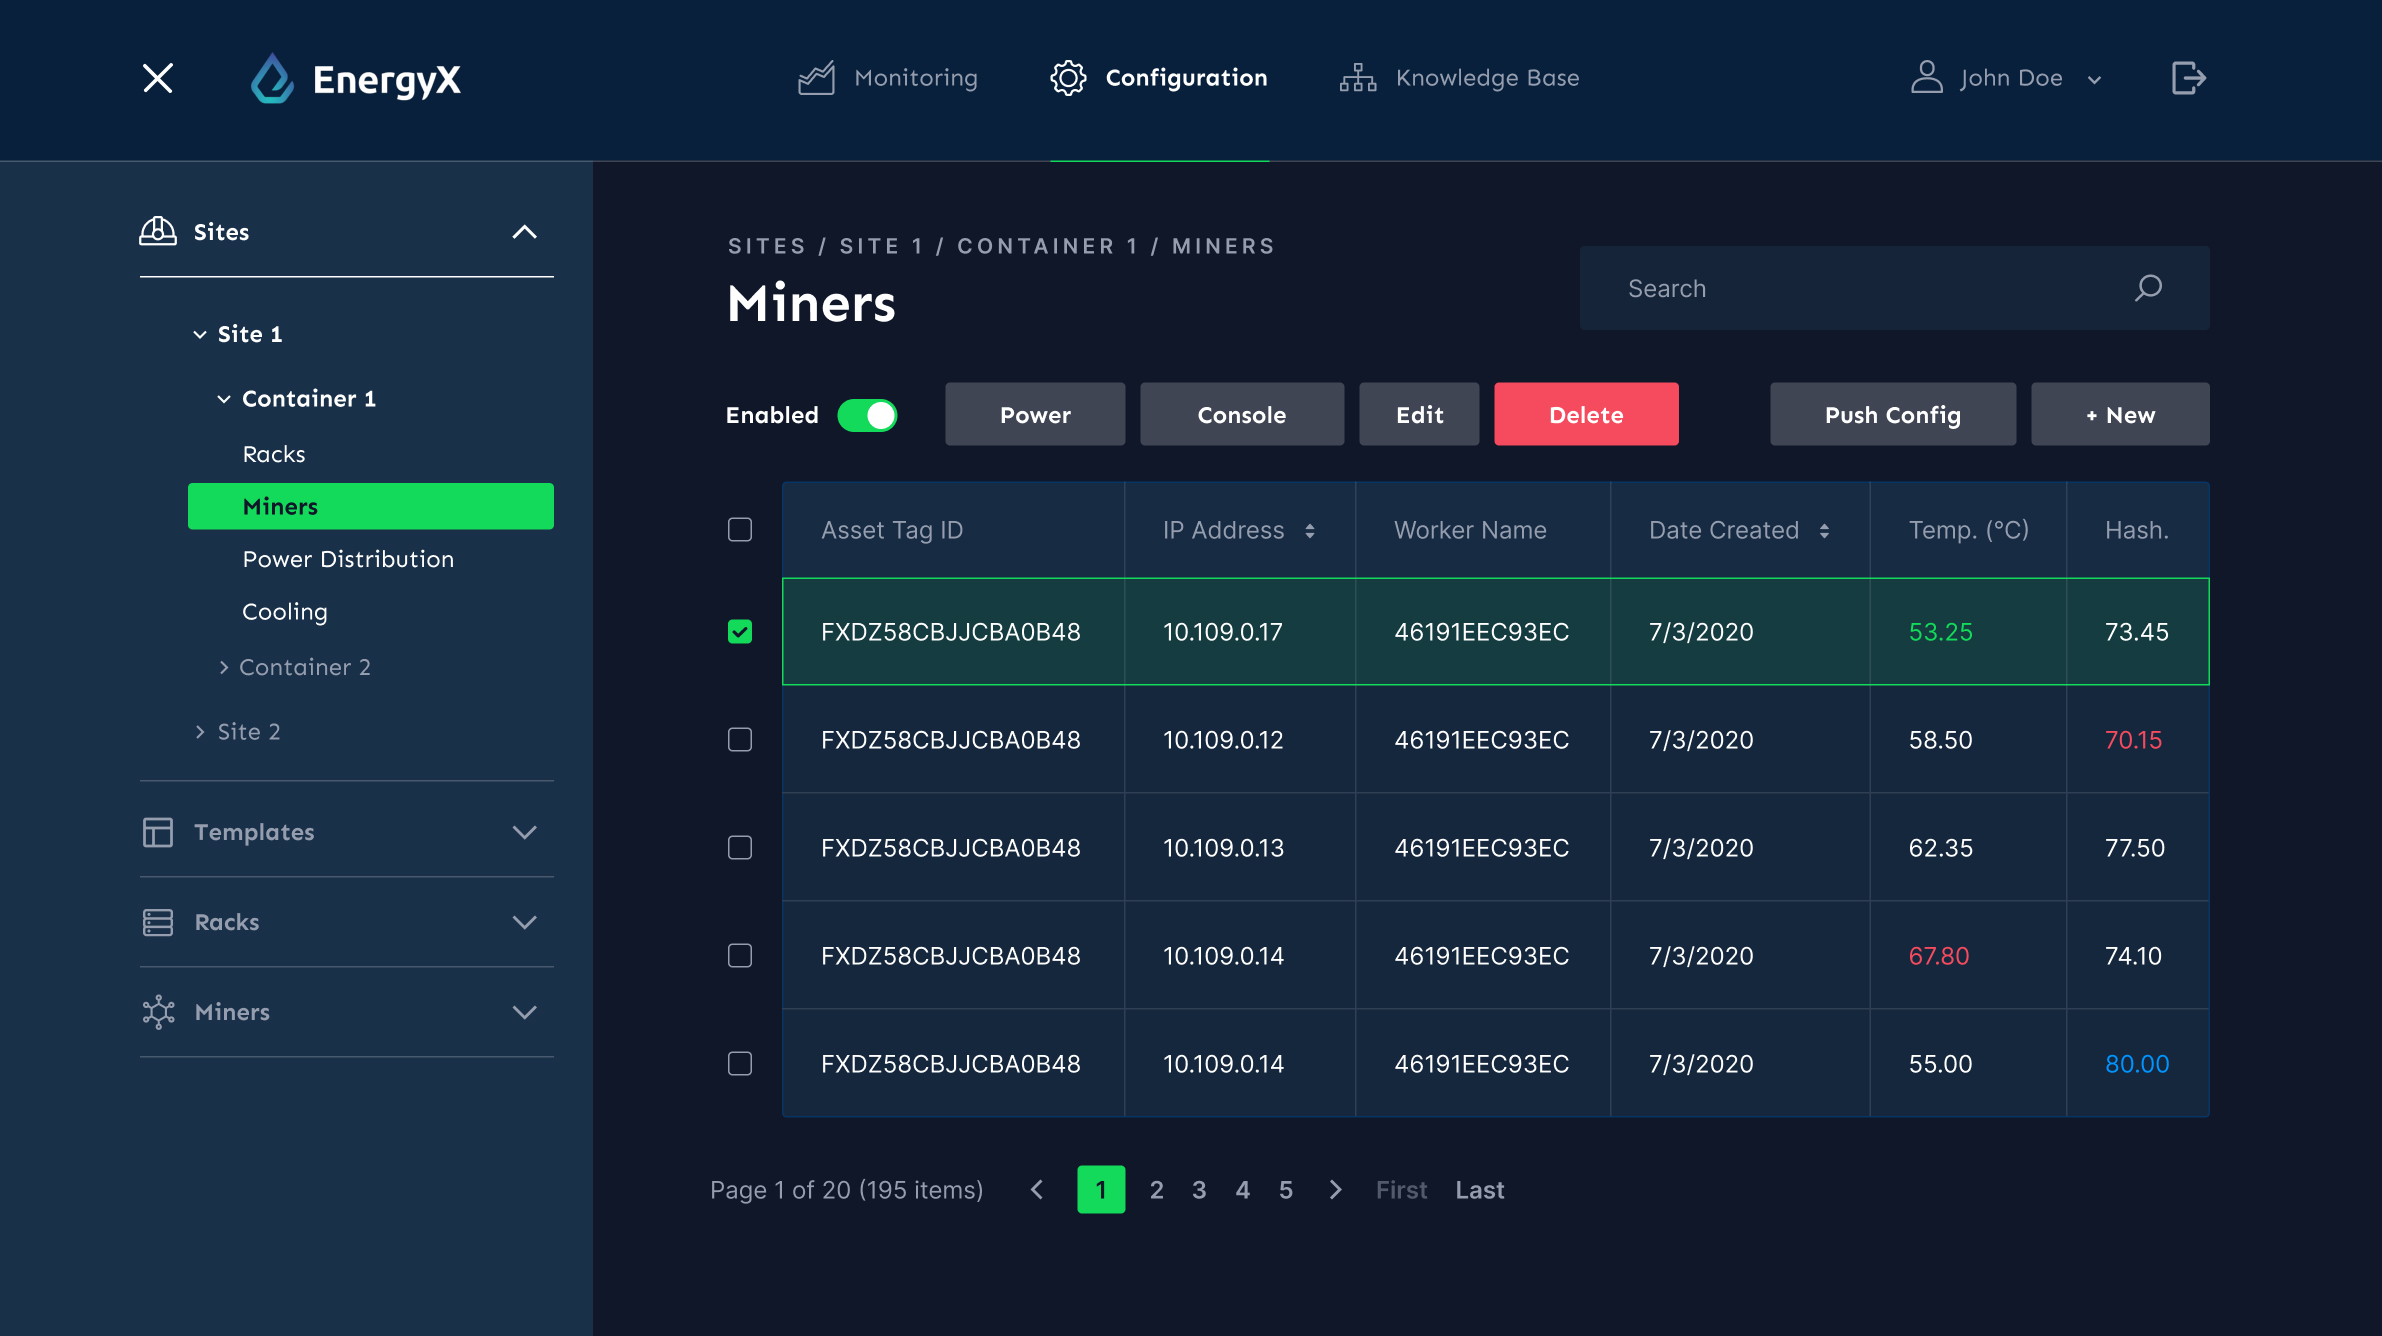 EnergyX
Monitoring
Configuration
Knowledge Base
John Doe
Sites
Site 1
Container 1
Racks
Miners
Power Distribution
Cooling
Container 2
Site 2
Templates
Racks
Miners
SITES / SITE 1 / CONTAINER 1 / MINERS
Miners
Search
Enabled
Power
Console
Edit
Delete
Push Config
+ New
Asset Tag ID IP Address Worker Name Date Created Temp. (°C) Hash.
FXDZ58CBJJCBA0B48 10.109.0.17 46191EEC93EC 7/3/2020 53.25 73.45
FXDZ58CBJJCBA0B48 10.109.0.12 46191EEC93EC 7/3/2020 58.50 70.15
FXDZ58CBJJCBA0B48 10.109.0.13 46191EEC93EC 7/3/2020 62.35 77.50
FXDZ58CBJJCBA0B48 10.109.0.14 46191EEC93EC 7/3/2020 67.80 74.10
FXDZ58CBJJCBA0B48 10.109.0.14 46191EEC93EC 7/3/2020 55.00 80.00
Page 1 of 20 (195 items) 1 2 3 4 5 First Last